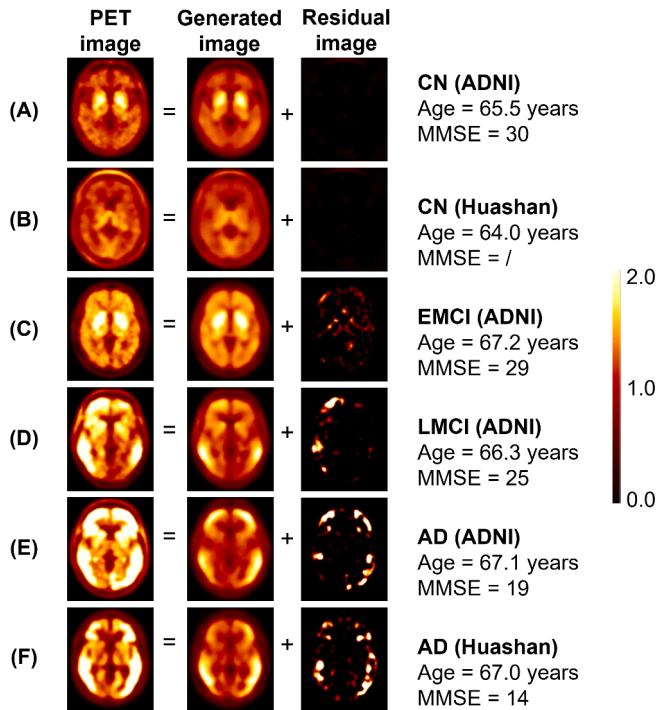 PET image
Generated image
Residual image
(A)
=
+
CN (ADNI)
Age = 65.5 years
MMSE = 30
(B)
=
+
CN (Huashan)
Age = 64.0 years
MMSE = /
(C)
=
+
EMCI (ADNI)
Age = 67.2 years
MMSE = 29
(D)
=
+
LMCI (ADNI)
Age = 66.3 years
MMSE = 25
(E)
=
+
AD (ADNI)
Age = 67.1 years
MMSE = 19
(F)
=
+
AD (Huashan)
Age = 67.0 years
MMSE = 14
2.0
1.0
0.0